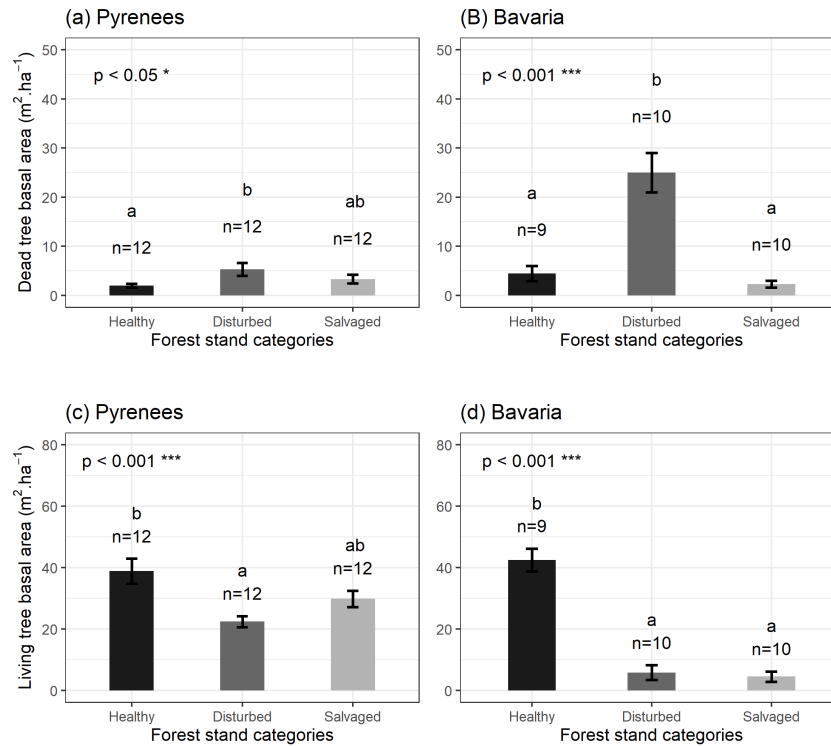 (a) Pyrenees
Dead tree basal area (m².ha⁻¹)
50
40
30
20
10
0
p < 0.05 *
a
n=12
b
n=12
ab
n=12
Healthy
Disturbed
Salvaged
Forest stand categories
(B) Bavaria
50
40
30
20
10
0
p < 0.001 ***
a
n=9
b
n=10
a
n=10
Healthy
Disturbed
Salvaged
Forest stand categories
(c) Pyrenees
Living tree basal area (m².ha⁻¹)
80
60
40
20
0
p < 0.001 ***
b
n=12
a
n=12
ab
n=12
Healthy
Disturbed
Salvaged
Forest stand categories
(d) Bavaria
80
60
40
20
0
p < 0.001 ***
b
n=9
a
n=10
a
n=10
Healthy
Disturbed
Salvaged
Forest stand categories